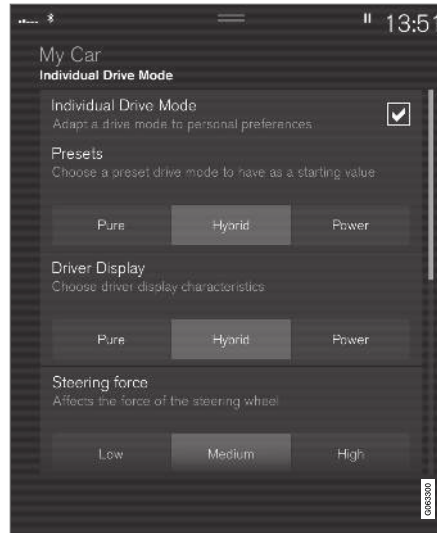 13:51
My Car
Individual Drive Mode
Individual Drive Mode
Adapt a drive mode to personal preferences
Presets
Choose a preset drive mode to have as a starting value
Pure Hybrid Power
Driver Display
Choose driver display characteristics
Pure Hybrid Power
Steering force
Affects the force of the steering wheel
Low Medium High
G063300